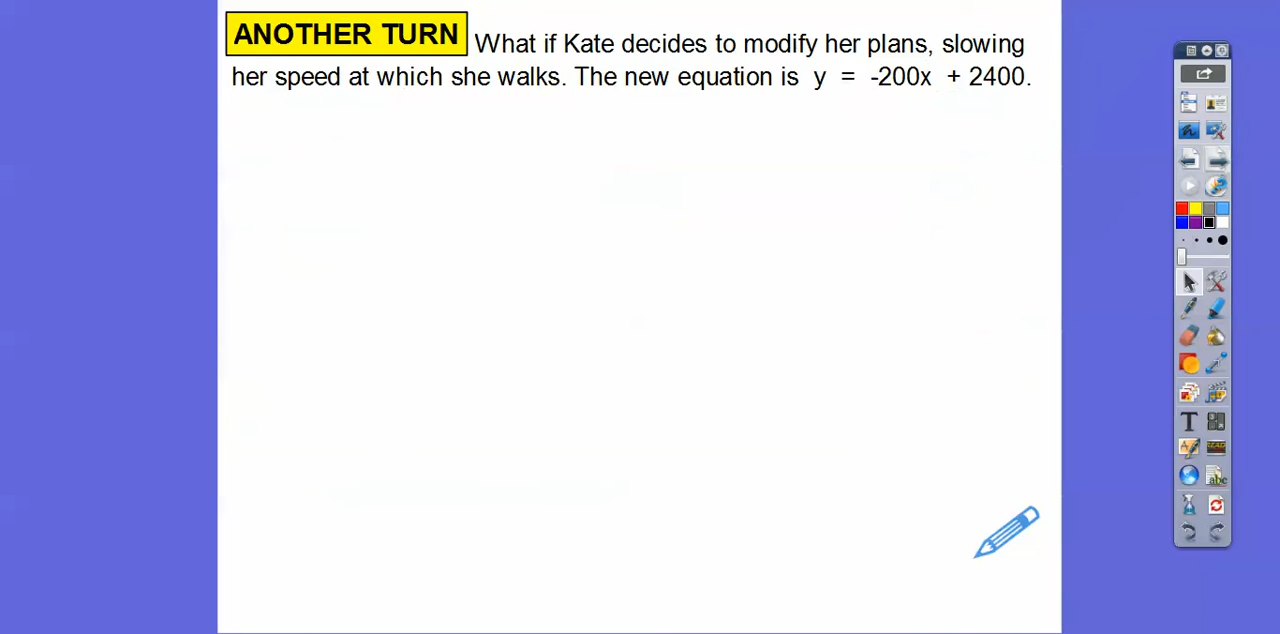 ANOTHER TURN What if Kate decides to modify her plans, slowing
her speed at which she walks. The new equation is y = -200x + 2400.